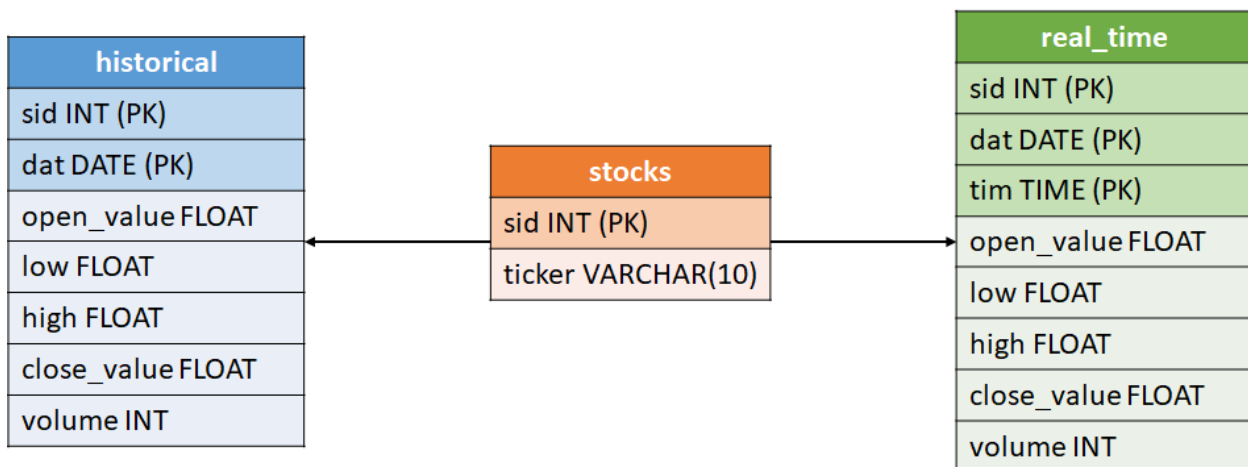 historical
sid INT (PK)
dat DATE (PK)
open_value FLOAT
low FLOAT
high FLOAT
close_value FLOAT
volume INT
stocks
sid INT (PK)
ticker VARCHAR(10)
real_time
sid INT (PK)
dat DATE (PK)
tim TIME (PK)
open_value FLOAT
low FLOAT
high FLOAT
close_value FLOAT
volume INT